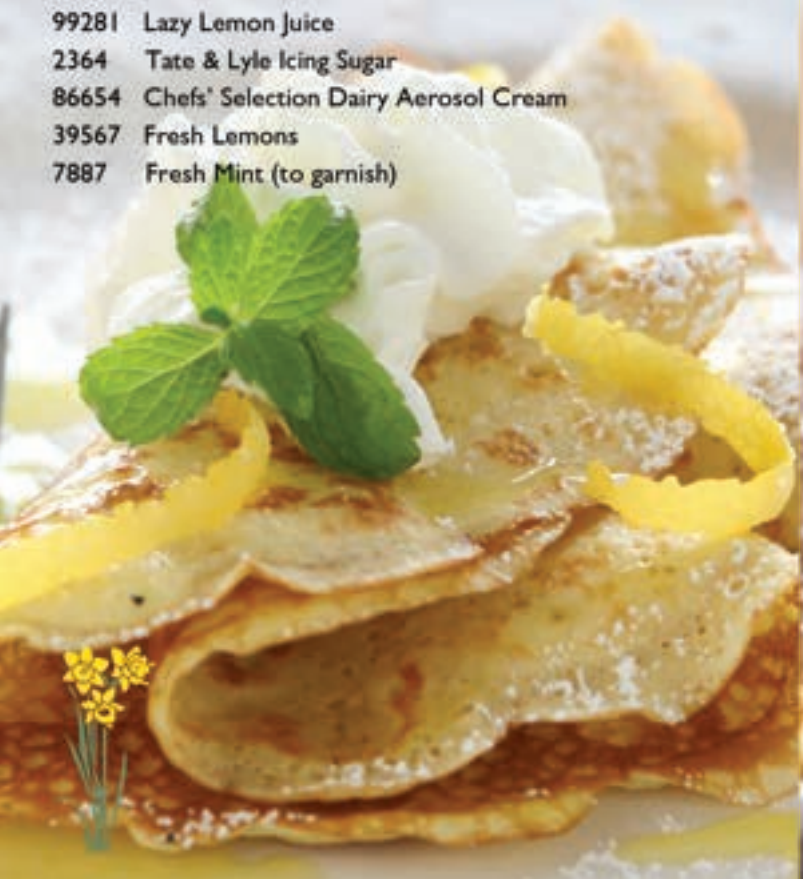 99281 Lazy Lemon Juice
2364 Tate & Lyle Icing Sugar
86654 Chefs' Selection Dairy Aerosol Cream
39567 Fresh Lemons
7887 Fresh Mint (to garnish)